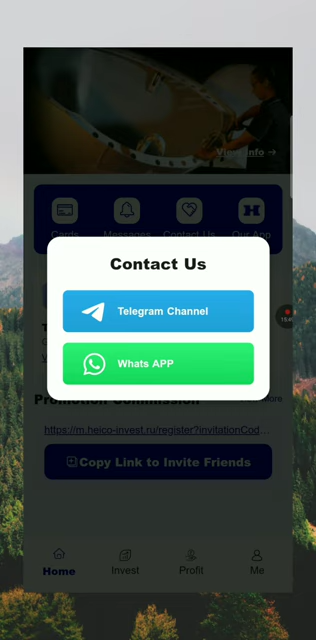 View Info →
Cards Messages Contact Us Our App
Contact Us
Telegram Channel
Whats APP
Promotion Commission
More
https://m.heico-invest.ru/register?invitationCod...
Copy Link to Invite Friends
Home Invest Profit Me